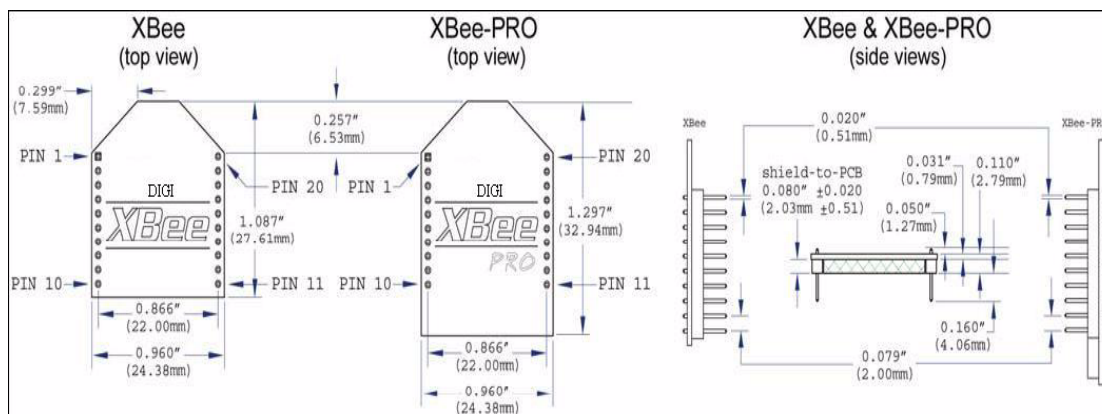 XBee
(top view)
XBee-PRO
(top view)
XBee & XBee-PRO
(side views)
0.299″
(7.59mm)
0.257″
(6.53mm)
PIN 1
PIN 20
PIN 10
PIN 11
DIGI
XBee
1.087″
(27.61mm)
0.866″
(22.00mm)
0.960″
(24.38mm)
PIN 1
PIN 20
PIN 10
PIN 11
DIGI
XBee
PRO
1.297″
(32.94mm)
0.866″
(22.00mm)
0.960″
(24.38mm)
XBee
0.020″
(0.51mm)
shield-to-PCB
0.080″ ±0.020
(2.03mm ±0.51)
0.031″
(0.79mm)
0.110″
(2.79mm)
0.050″
(1.27mm)
0.160″
(4.06mm)
0.079″
(2.00mm)